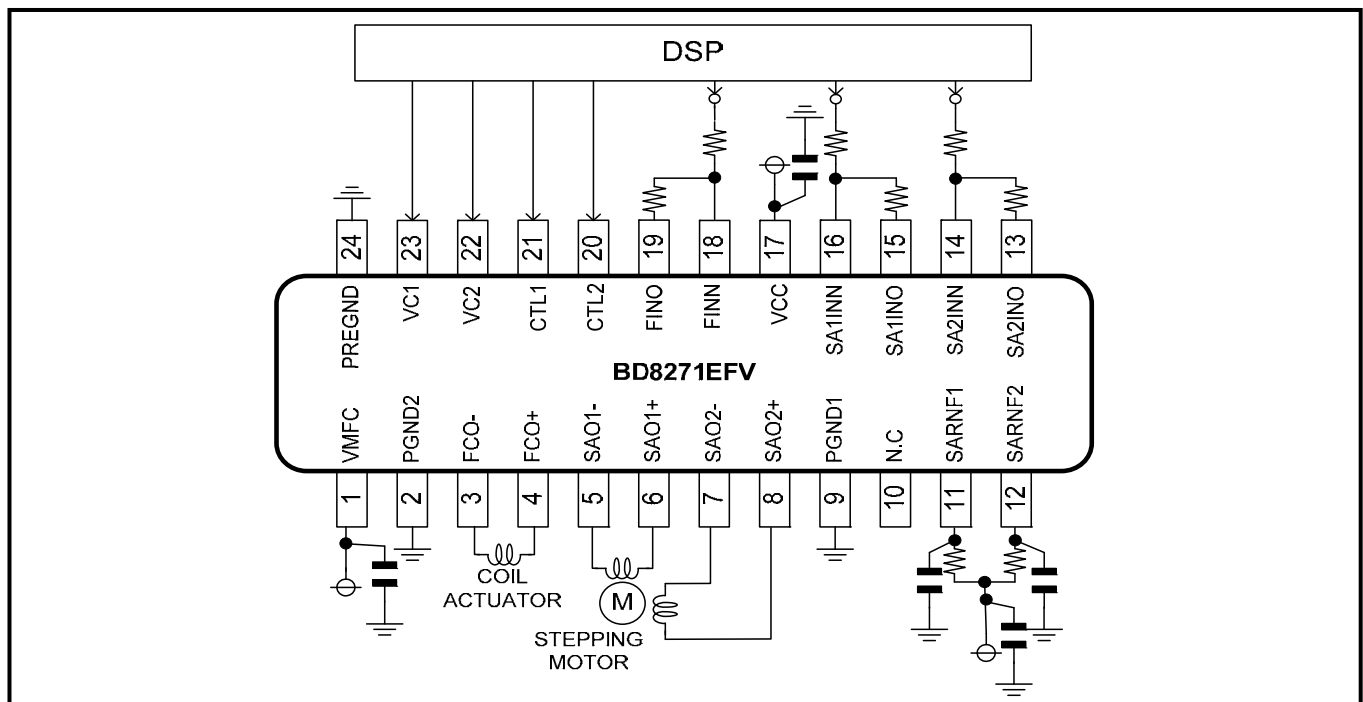 DSP
24 23 22 21 20 19 18 17 16 15 14 13
PREGND VC1 VC2 CTL1 CTL2 FINO FINN VCC SA1INN SA1INO SA2INN SA2INO
BD8271EFV
VMFC PGND2 FCO- FCO+ SAO1- SAO1+ SAO2- SAO2+ PGND1 N.C SARNF1 SARNF2
1 2 3 4 5 6 7 8 9 10 11 12
COIL
ACTUATOR
M
STEPPING
MOTOR